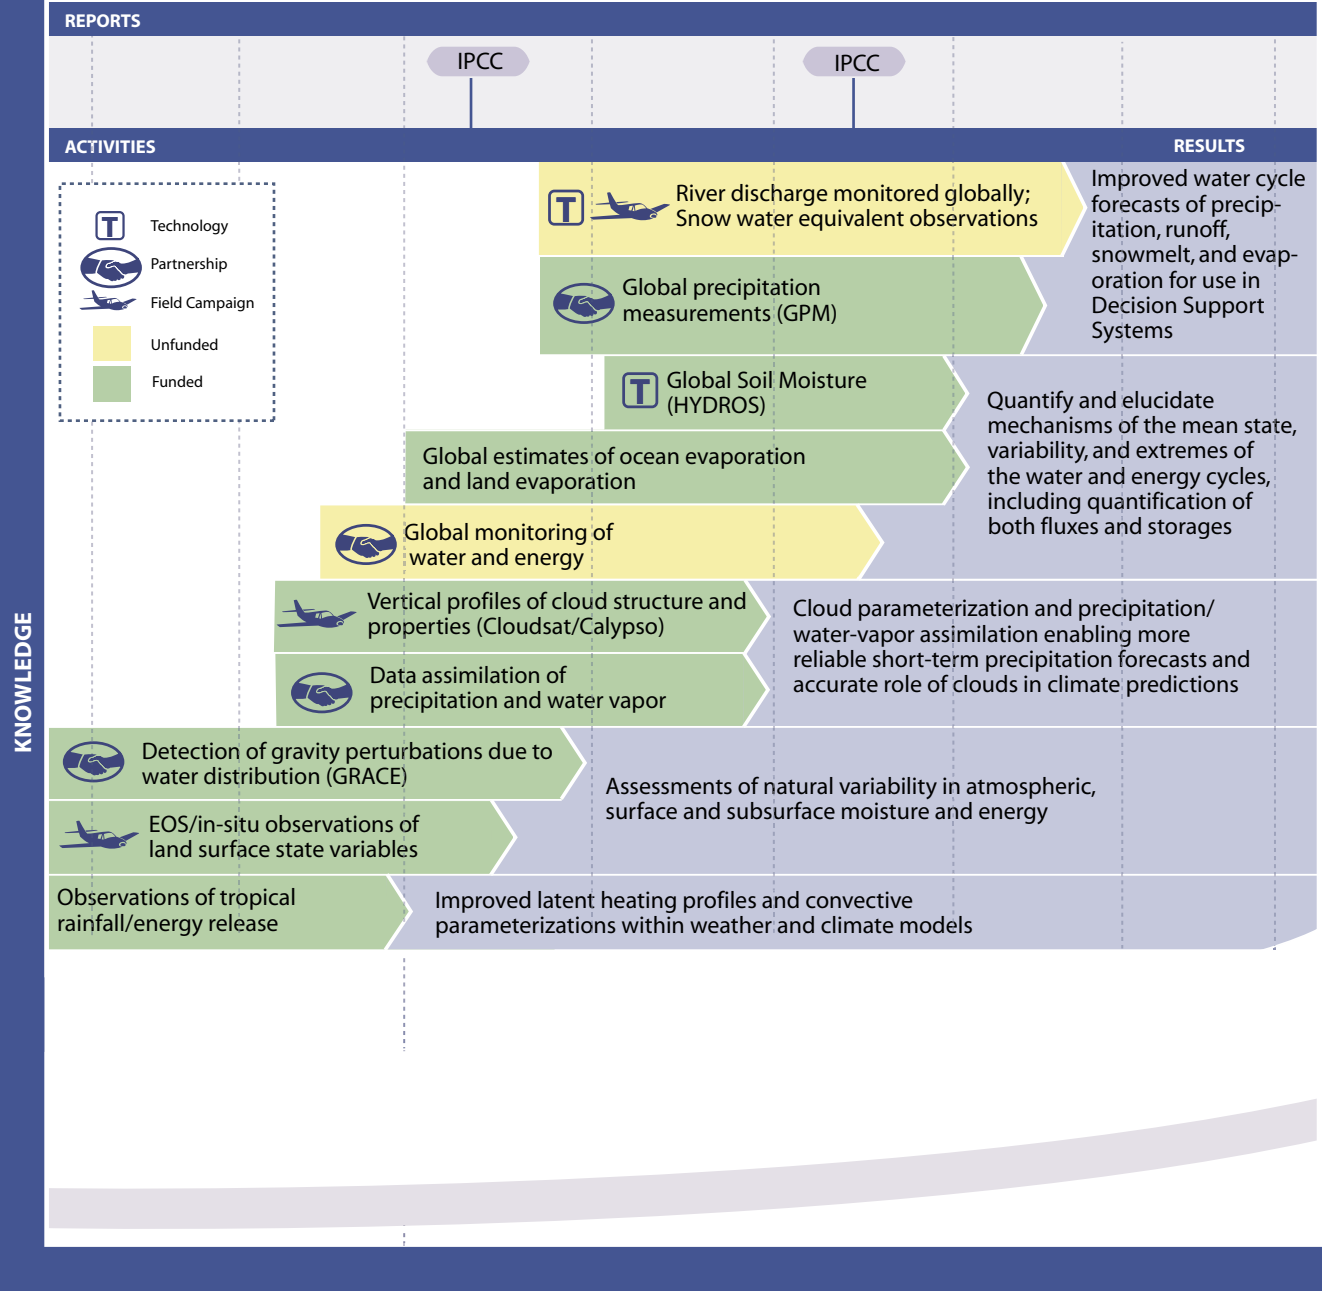 REPORTS
IPCC
IPCC
ACTIVITIES
RESULTS
T
Technology
Partnership
Field Campaign
Unfunded
Funded
T
River discharge monitored globally;
Snow water equivalent observations
Improved water cycle
forecasts of precip-
itation, runoff,
snowmelt, and evap-
oration for use in
Decision Support
Systems
Global precipitation
measurements (GPM)
T
Global Soil Moisture
(HYDROS)
Global estimates of ocean evaporation
and land evaporation
Global monitoring of
water and energy
Quantify and elucidate
mechanisms of the mean state,
variability, and extremes of
the water and energy cycles,
including quantification of
both fluxes and storages
Vertical profiles of cloud structure and
properties (Cloudsat/Calypso)
Data assimilation of
precipitation and water vapor
Cloud parameterization and precipitation/
water-vapor assimilation enabling more
reliable short-term precipitation forecasts and
accurate role of clouds in climate predictions
Detection of gravity perturbations due to
water distribution (GRACE)
EOS/in-situ observations of
land surface state variables
Assessments of natural variability in atmospheric,
surface and subsurface moisture and energy
Observations of tropical
rainfall/energy release
Improved latent heating profiles and convective
parameterizations within weather and climate models
KNOWLEDGE